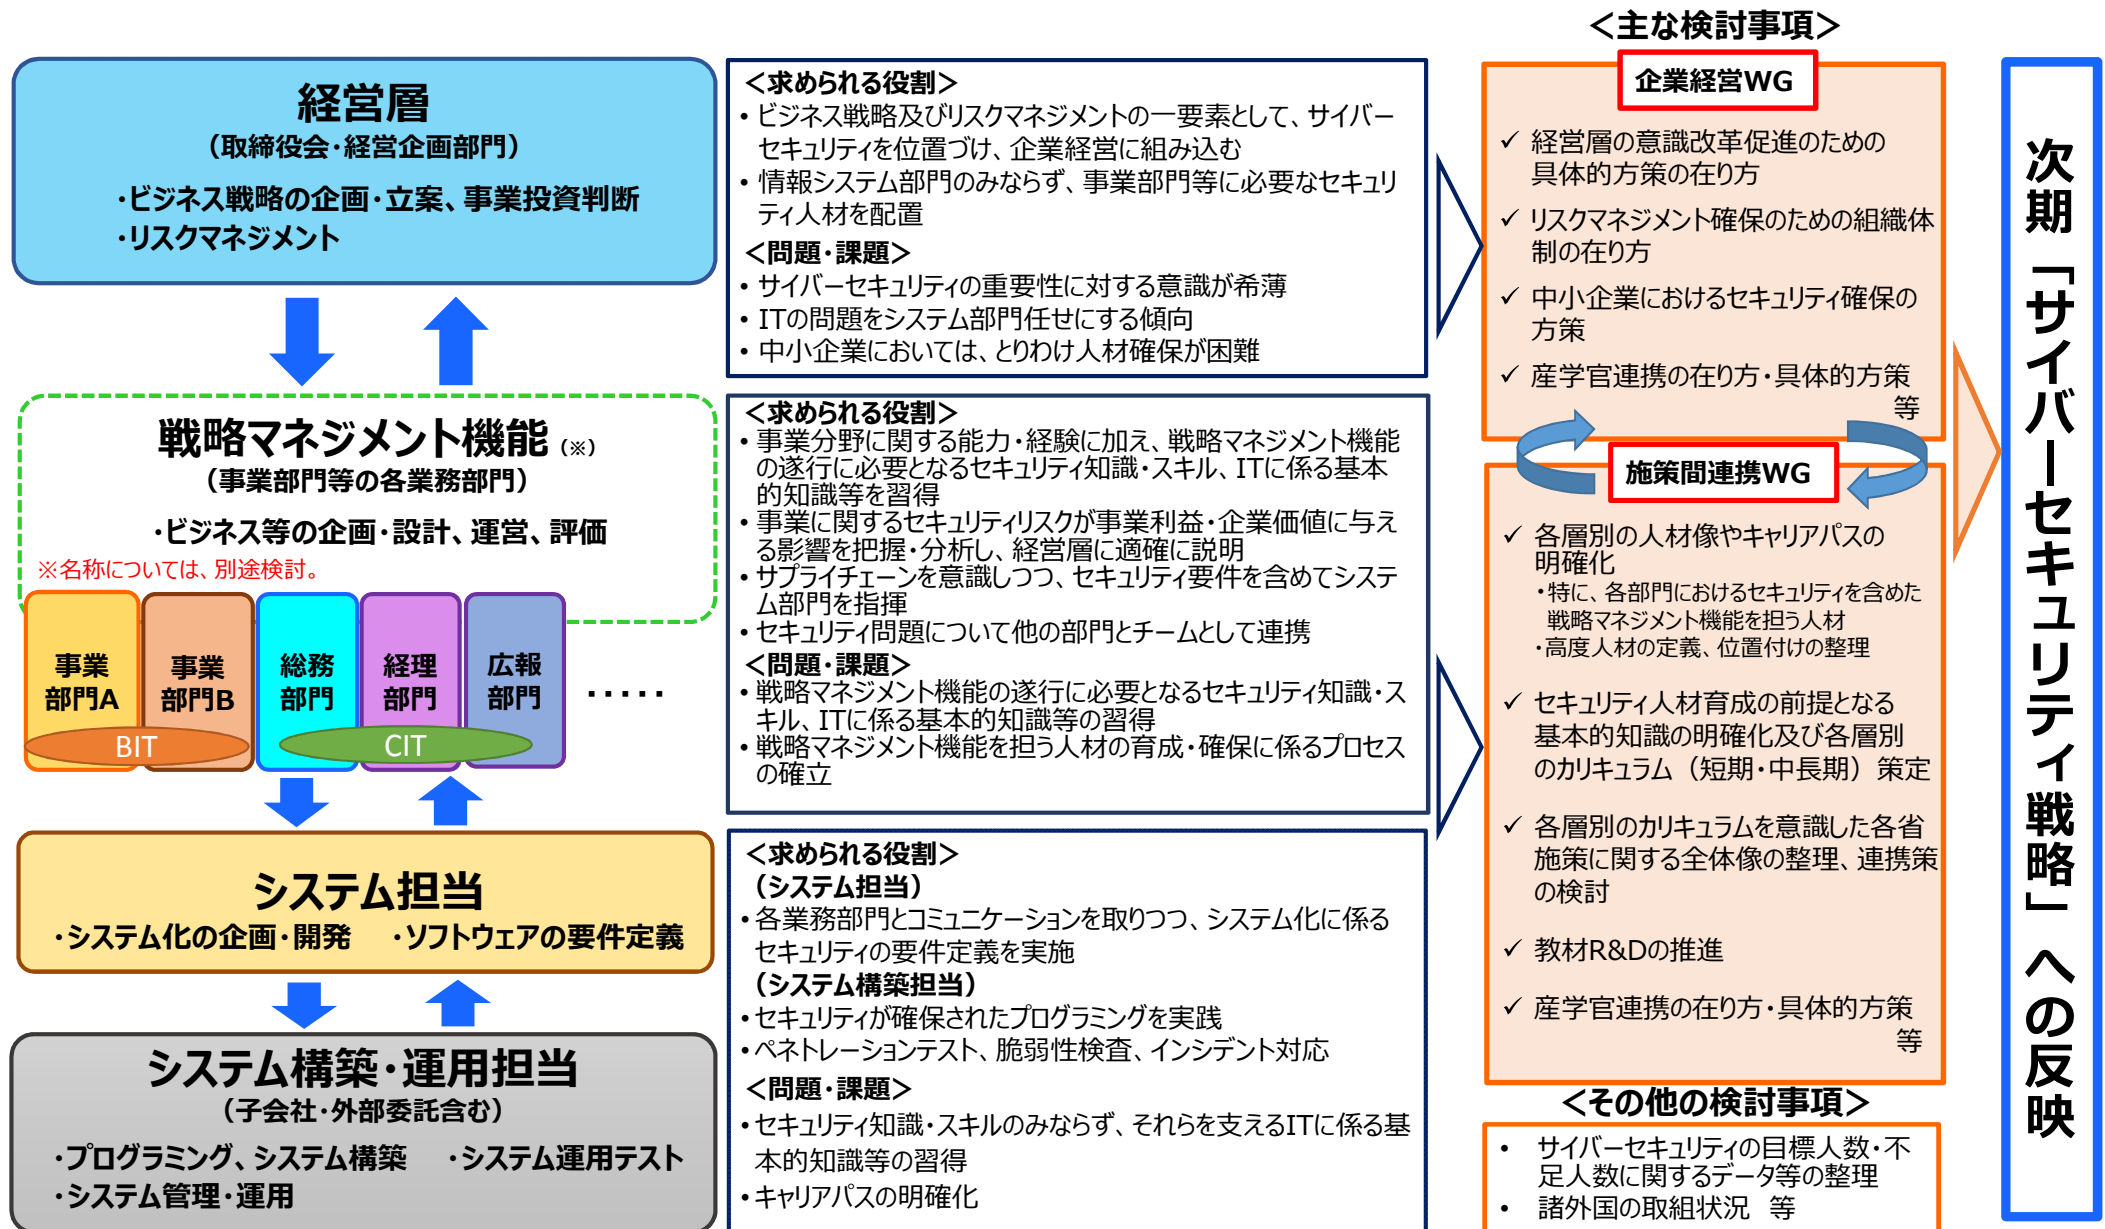 経営層
（取締役会・経営企画部門）
・ビジネス戦略の企画・立案、事業投資判断
・リスクマネジメント
戦略マネジメント機能（※）
（事業部門等の各業務部門）
・ビジネス等の企画・設計、運営、評価
※名称については、別途検討。
事業
部門A
事業
部門B
総務
部門
経理
部門
広報
部門
・・・・・
BIT
CIT
システム担当
・システム化の企画・開発　・ソフトウェアの要件定義
システム構築・運用担当
（子会社・外部委託含む）
・プログラミング、システム構築　・システム運用テスト
・システム管理・運用
＜求められる役割＞
• ビジネス戦略及びリスクマネジメントの一要素として、サイバー
セキュリティを位置づけ、企業経営に組み込む
• 情報システム部門のみならず、事業部門等に必要なセキュリ
ティ人材を配置
＜問題・課題＞
• サイバーセキュリティの重要性に対する意識が希薄
• ITの問題をシステム部門任せにする傾向
• 中小企業においては、とりわけ人材確保が困難
＜求められる役割＞
• 事業分野に関する能力・経験に加え、戦略マネジメント機能
の遂行に必要となるセキュリティ知識・スキル、ITに係る基本
的知識等を習得
• 事業に関するセキュリティリスクが事業利益・企業価値に与え
る影響を把握・分析し、経営層に適確に説明
• サプライチェーンを意識しつつ、セキュリティ要件を含めてシステ
ム部門を指揮
• セキュリティ問題について他の部門とチームとして連携
＜問題・課題＞
• 戦略マネジメント機能の遂行に必要となるセキュリティ知識・ス
キル、ITに係る基本的知識等の習得
• 戦略マネジメント機能を担う人材の育成・確保に係るプロセス
の確立
＜求められる役割＞
（システム担当）
• 各業務部門とコミュニケーションを取りつつ、システム化に係る
セキュリティの要件定義を実施
（システム構築担当）
• セキュリティが確保されたプログラミングを実践
• ペネトレーションテスト、脆弱性検査、インシデント対応
＜問題・課題＞
• セキュリティ知識・スキルのみならず、それらを支えるITに係る基
本的知識等の習得
• キャリアパスの明確化
＜主な検討事項＞
企業経営WG
✓ 経営層の意識改革促進のための
具体的方策の在り方
✓ リスクマネジメント確保のための組織体
制の在り方
✓ 中小企業におけるセキュリティ確保の
方策
✓ 産学官連携の在り方・具体的方策
等
施策間連携WG
✓ 各層別の人材像やキャリアパスの
明確化
・特に、各部門におけるセキュリティを含めた
戦略マネジメント機能を担う人材
・高度人材の定義、位置付けの整理
✓ セキュリティ人材育成の前提となる
基本的知識の明確化及び各層別
のカリキュラム（短期・中長期）策定
✓ 各層別のカリキュラムを意識した各省
施策に関する全体像の整理、連携策
の検討
✓ 教材R&Dの推進
✓ 産学官連携の在り方・具体的方策
等
＜その他の検討事項＞
• サイバーセキュリティの目標人数・不
足人数に関するデータ等の整理
• 諸外国の取組状況　等
次期「サイバーセキュリティ戦略」への反映